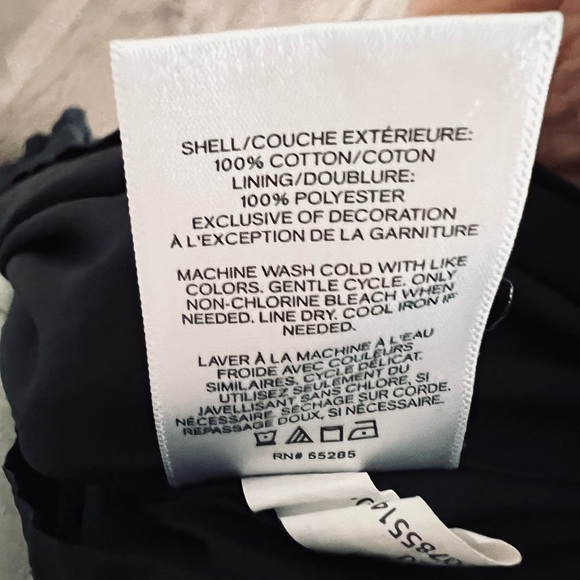 SHELL/COUCHE EXTÉRIEURE:
100% COTTON/COTON
LINING/DOUBLURE:
100% POLYESTER
EXCLUSIVE OF DECORATION
À L'EXCEPTION DE LA GARNITURE
MACHINE WASH COLD WITH LIKE
COLORS. GENTLE CYCLE. ONLY
NON-CHLORINE BLEACH WHEN
NEEDED. LINE DRY. COOL IRON IF
NEEDED.
LAVER À LA MACHINE À L'EAU
FROIDE AVEC COULEURS
SIMILAIRES, CYCLE DÉLICAT.
UTILISEZ SEULEMENT DU
JAVELLISANT SANS CHLORE, SI
NÉCESSAIRE. SÉCHAGE SUR CORDE.
REPASSAGE DOUX, SI NÉCESSAIRE.
RN# 55285